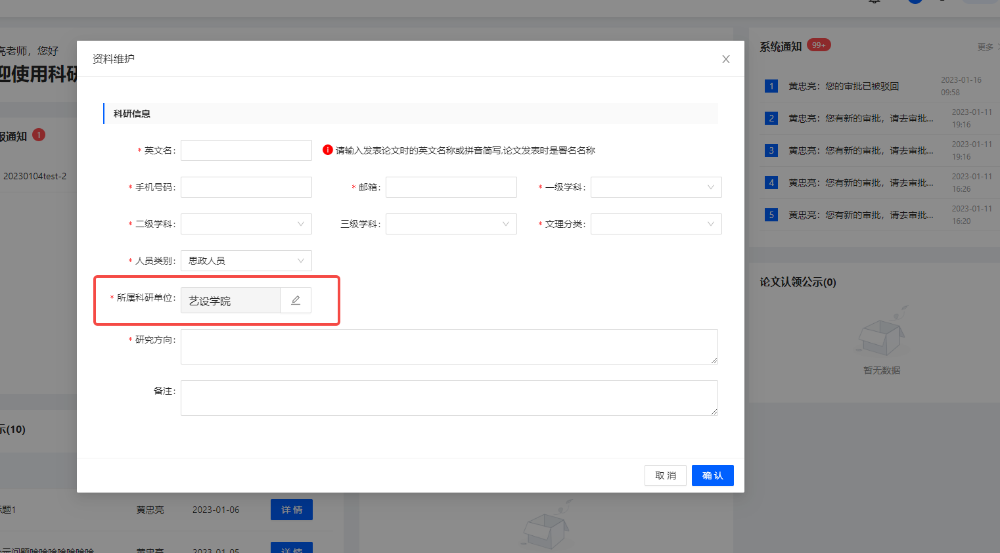 亮老师，您好
迎使用科研
报通知 1
20230104test-2
资料维护
科研信息
* 英文名:
请输入发表论文时的英文名称或拼音简写,论文发表时是署名名称
* 手机号码:
* 邮箱:
* 一级学科:
* 二级学科:
三级学科:
* 文理分类:
* 人员类别: 思政人员
* 所属科研单位: 艺设学院
* 研究方向:
备注:
取 消 确 认
系统通知 99+ 更多
1 黄忠亮：您的审批已被驳回 2023-01-16 09:58
2 黄忠亮：您有新的审批，请去审批... 2023-01-11 19:16
3 黄忠亮：您有新的审批，请去审批... 2023-01-11 19:16
4 黄忠亮：您有新的审批，请去审批... 2023-01-11 16:26
5 黄忠亮：您有新的审批，请去审批... 2023-01-11 16:20
论文认领公示(0)
暂无数据
示(10)
标题1 黄忠亮 2023-01-06 详 情
公示问题哈哈哈哈哈哈哈 黄忠亮 2023-01-05 详 情